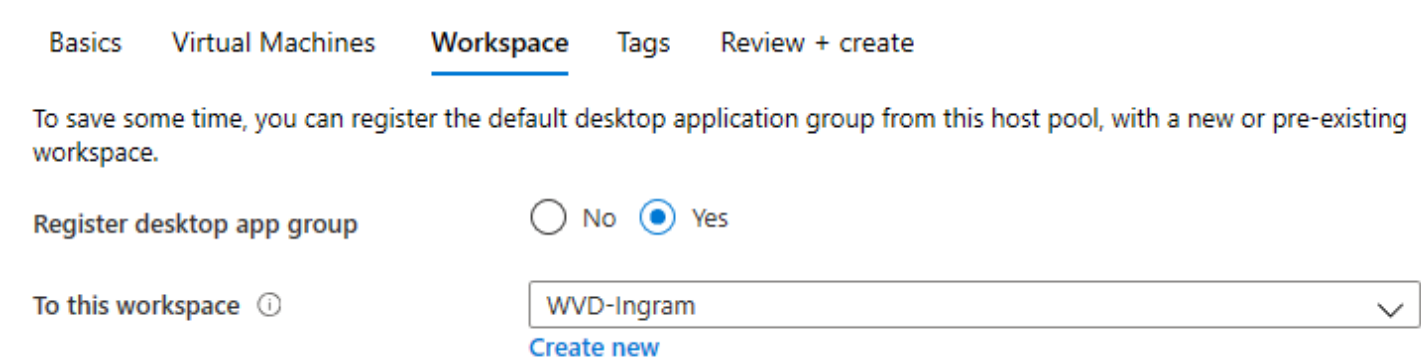 Basics Virtual Machines Workspace Tags Review + create
To save some time, you can register the default desktop application group from this host pool, with a new or pre-existing
workspace.
Register desktop app group No Yes
To this workspace WVD-Ingram
Create new